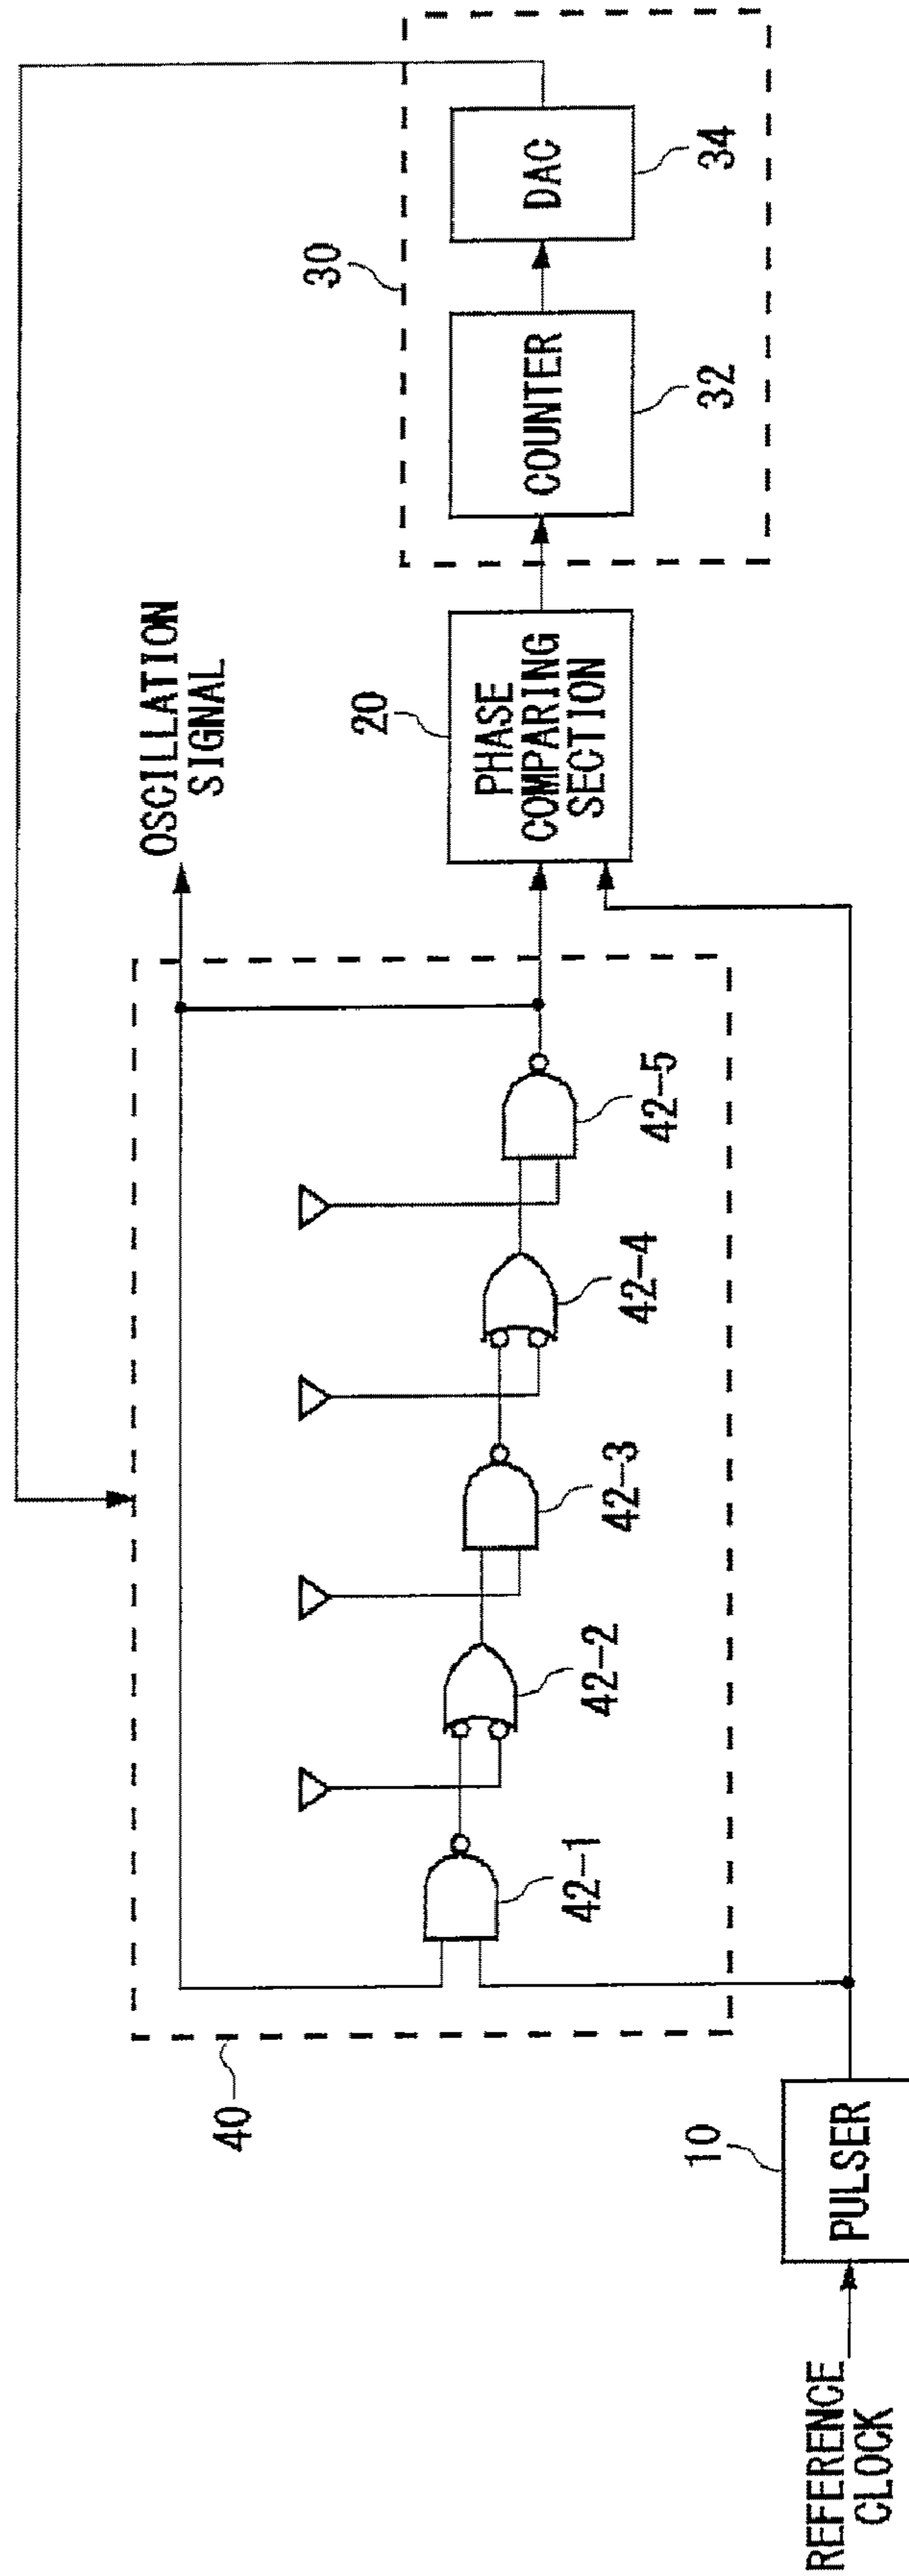 OSCILLATION
SIGNAL
30
DAC
34
COUNTER
32
20
PHASE
COMPARING
SECTION
42-5
42-4
42-3
42-2
42-1
40
10
PULSER
REFERENCE
CLOCK